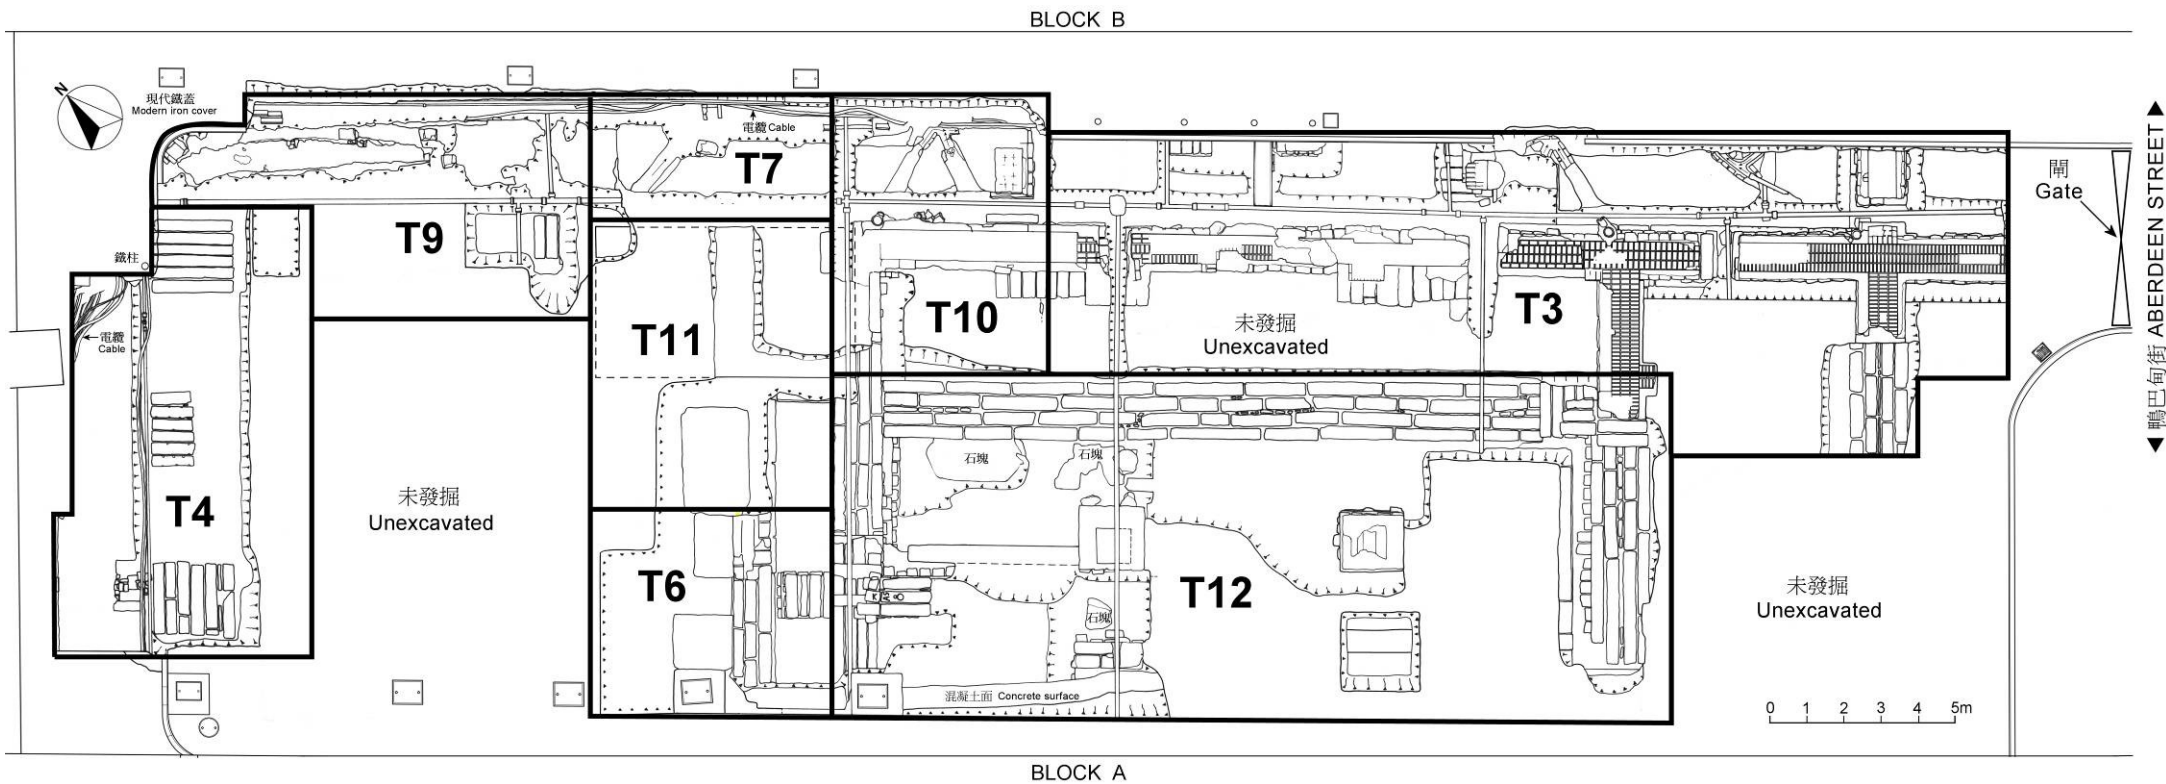 BLOCK B
N
現代鐵蓋
Modern iron cover
電纜 Cable
T7
閘
Gate
◀ 鴨巴甸街 ABERDEEN STREET ▶
T9
鐵柱
T11
T10
未發掘
Unexcavated
T3
電纜
Cable
石塊
石塊
T4
未發掘
Unexcavated
T6
T12
石塊
未發掘
Unexcavated
混凝土面 Concrete surface
0 1 2 3 4 5m
BLOCK A